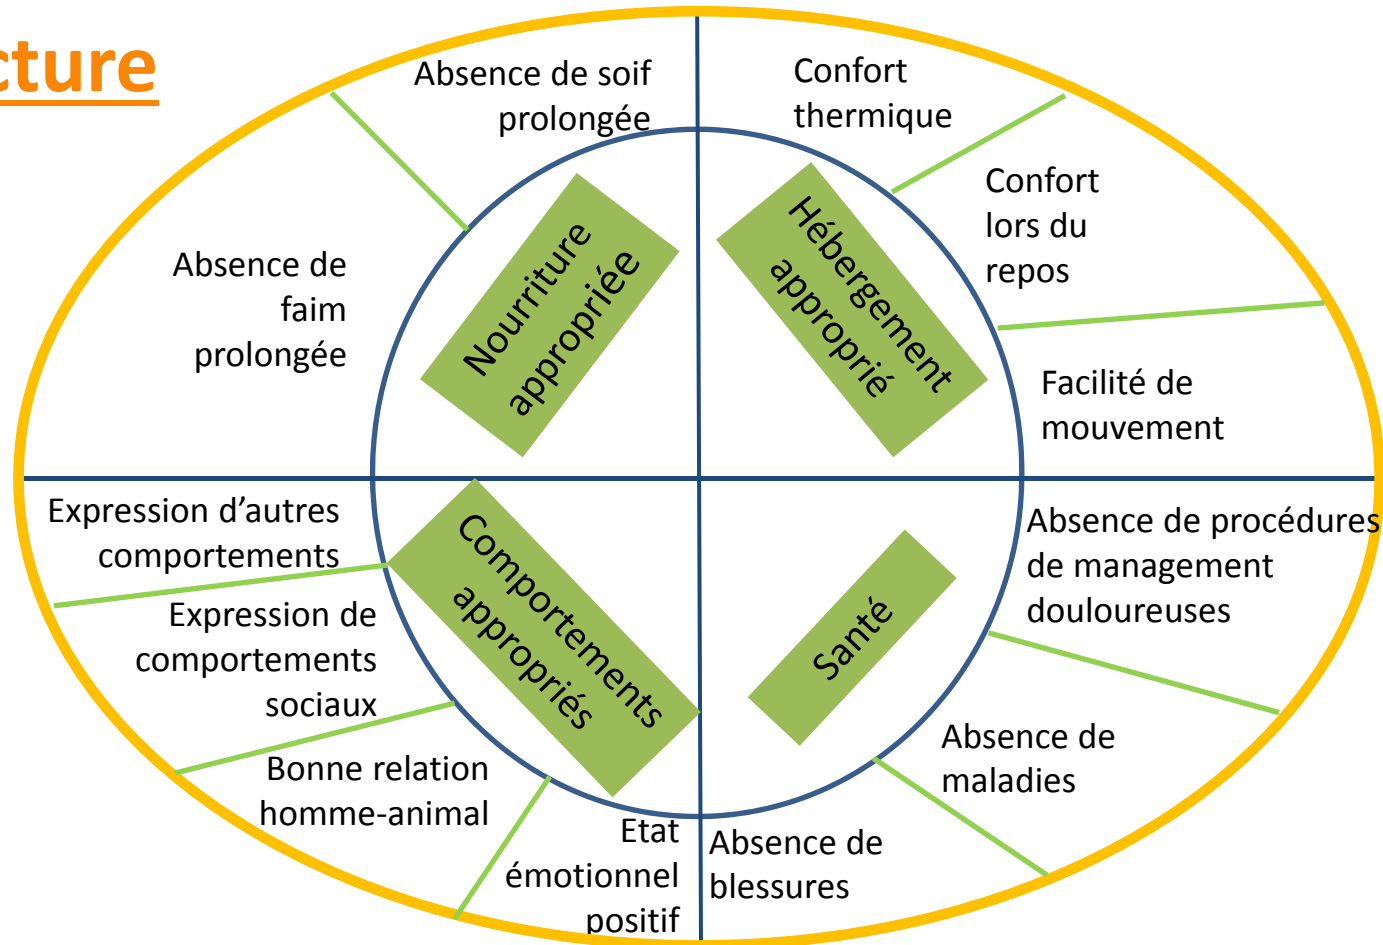 cture
Absence de soif
prolongée
Confort
thermique
Confort
lors du
repos
Absence de
faim
prolongée
Nourriture
appropriée
Hébergement
approprié
Facilité de
mouvement
Expression d’autres
comportements
Expression de
comportements
sociaux
Bonne relation
homme-animal
Etat
émotionnel
positif
Comportements
appropriés
Santé
Absence de procédures
de management
douloureuses
Absence de
maladies
Absence de
blessures